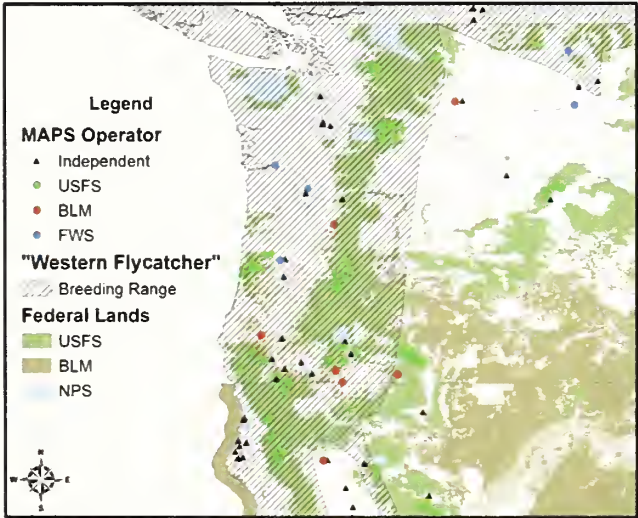 Legend
MAPS Operator
Independent
USFS
BLM
FWS
"Western Flycatcher"
Breeding Range
Federal Lands
USFS
BLM
NPS
N
W E
S